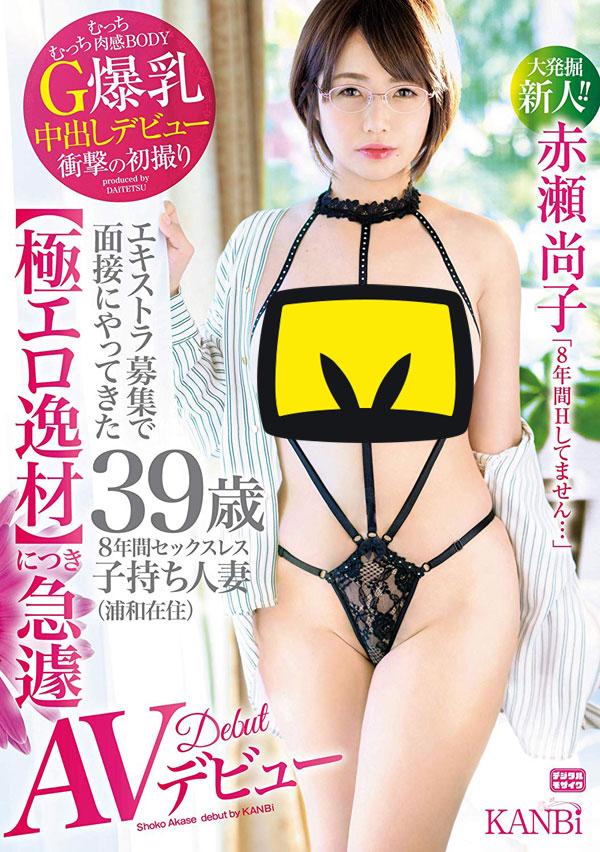 むっちむっち
肉感BODY
G爆乳
中出しデビュー
衝撃の初撮り
produced by
DAITETSU
大発掘
新人!!
赤瀬尚子
「8年間Hしてません…」
エキストラ募集で
面接にやってきた
39歳
8年間セックスレス
子持ち人妻
(浦和在住)
【極エロ逸材】につき急遽
AVデビュー
Debut
Shoko Akase debut by KANBi
デジタル
モザイク
KANBi